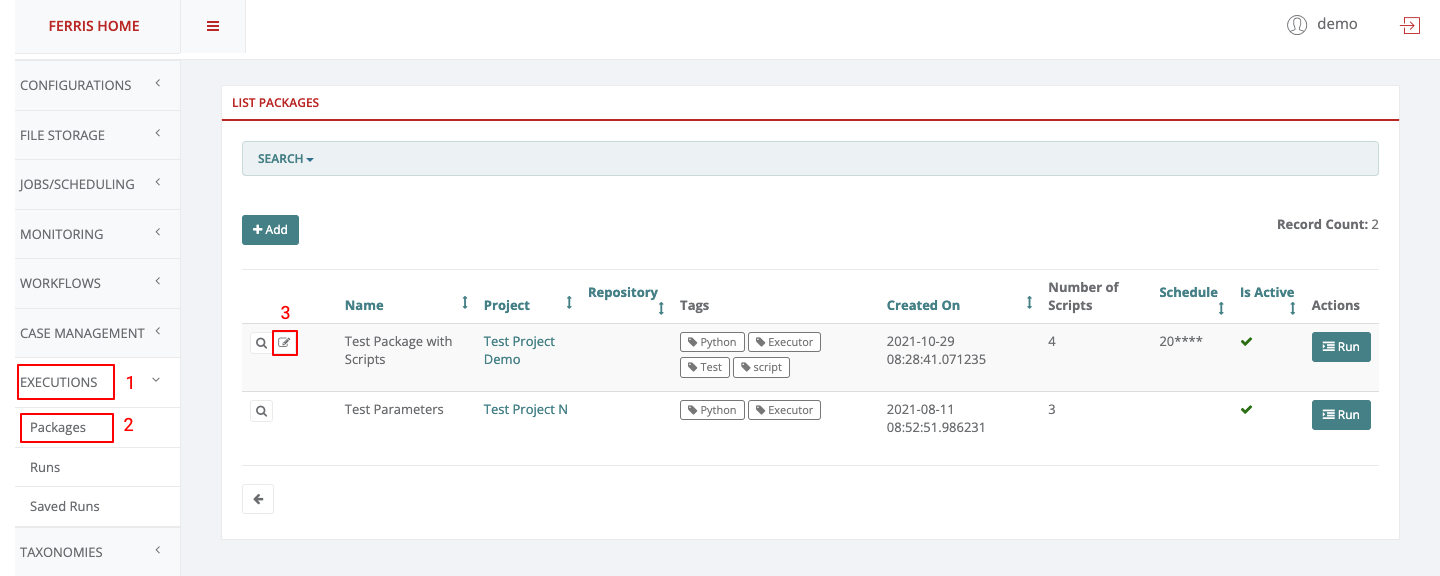 FERRIS HOME
demo
CONFIGURATIONS
FILE STORAGE
JOBS/SCHEDULING
MONITORING
WORKFLOWS
CASE MANAGEMENT
EXECUTIONS 1
Packages 2
Runs
Saved Runs
TAXONOMIES
LIST PACKAGES
SEARCH
+ Add
Record Count: 2
3
Name Project Repository Tags Created On Number of Scripts Schedule Is Active Actions
Test Package with
Scripts
Test Project
Demo
Python Executor
Test script
2021-10-29
08:28:41.071235
4
20****
Run
Test Parameters
Test Project N
Python Executor
2021-08-11
08:52:51.986231
3
Run